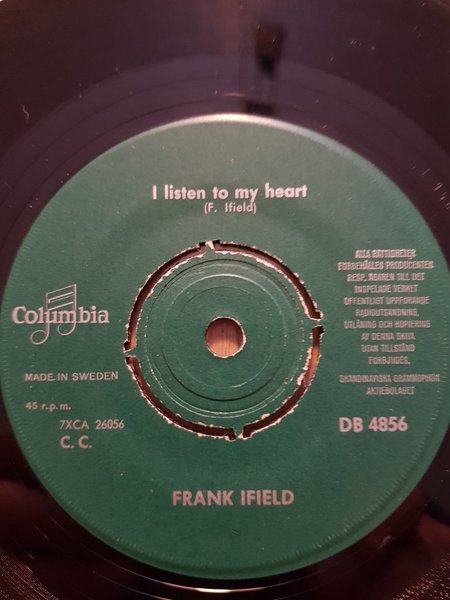 I listen to my heart
(F. Ifield)
Columbia
MADE IN SWEDEN
45 r.p.m.
7XCA 26056
C. C.
ALLA RÄTTIGHETER
FÖRBEHÅLLES PRODUCENTEN
RESP. ÄGAREN TILL DET
INSPELADE VERKET
OFFENTLIGT UPPFÖRANDE
RADIOUTSÄNDNING,
UTLÅNING OCH KOPIERING
AV DENNA SKIVA
UTAN TILLSTÅND
FÖRBJUDES.
SKANDINAVISKA GRAMMOPHON
AKTIEBOLAGET
DB 4856
FRANK IFIELD